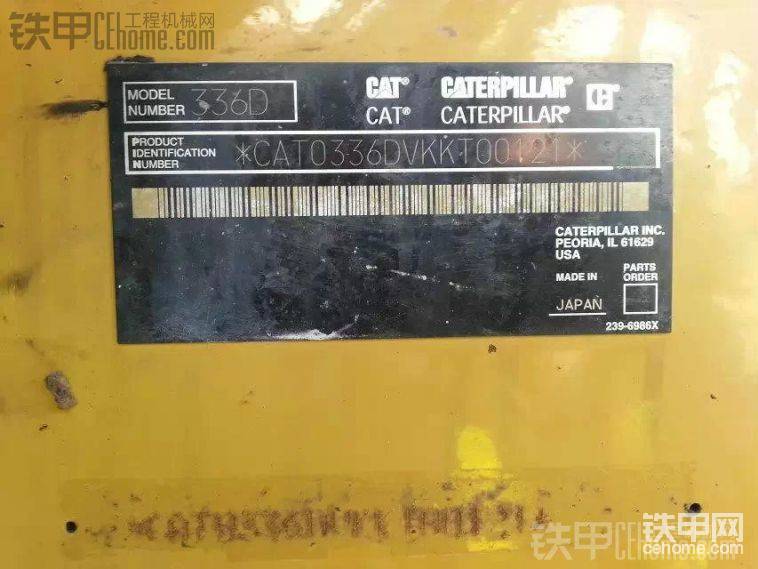 铁甲 工程机械网
CEhome.com
MODEL NUMBER 336D
CAT® CATERPILLAR®
CAT® CATERPILLAR®
PRODUCT IDENTIFICATION NUMBER *CAT0336DVKKT00121*
CATERPILLAR INC.
PEORIA, IL 61629
USA
MADE IN JAPAN
PARTS ORDER
239-6986X
铁甲CEhome.com
铁甲网
cehome.com